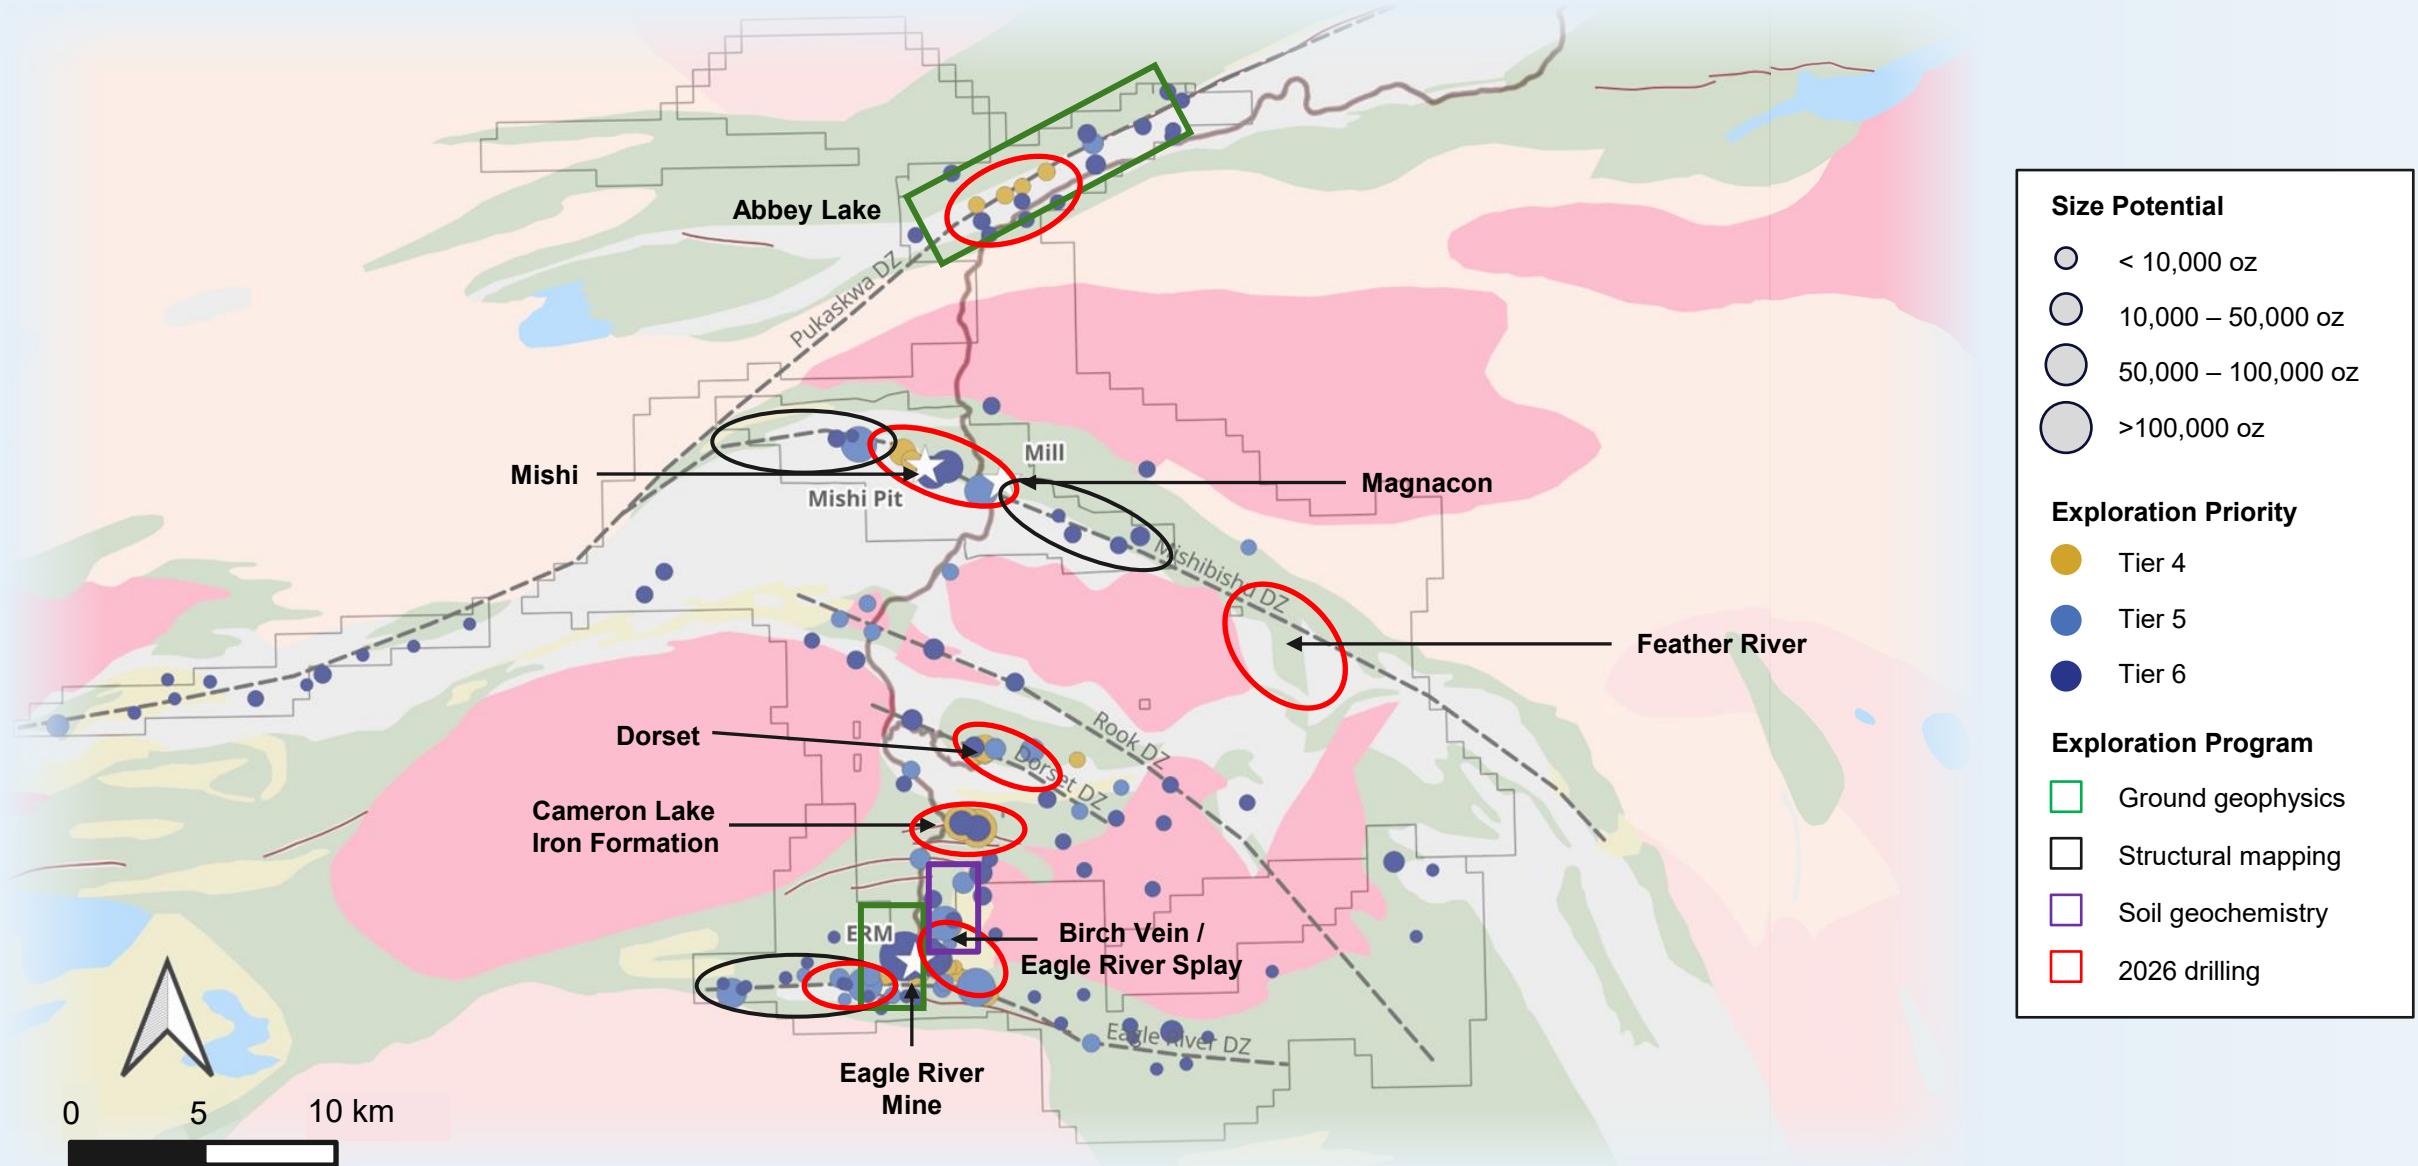 Abbey Lake
Pukaskwa DZ
Mishi
Mishi Pit
Mill
Magnacon
Mishibishu DZ
Feather River
Dorset
Rook DZ
Dorset DZ
Cameron Lake
Iron Formation
ERM
Birch Vein /
Eagle River Splay
Eagle River DZ
Eagle River
Mine
0 5 10 km
Size Potential
< 10,000 oz
10,000 – 50,000 oz
50,000 – 100,000 oz
>100,000 oz
Exploration Priority
Tier 4
Tier 5
Tier 6
Exploration Program
Ground geophysics
Structural mapping
Soil geochemistry
2026 drilling